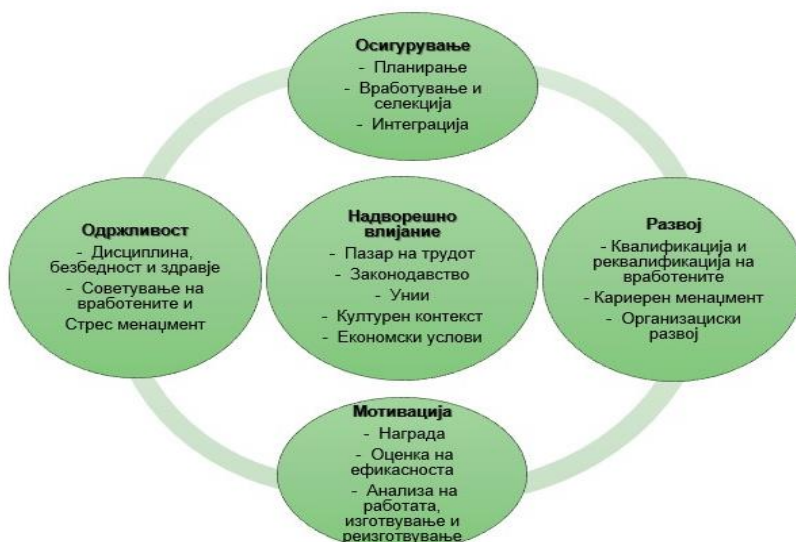 Осигурување
- Планирање
- Вработување и
селекција
- Интеграција
Одржливост
- Дисциплина,
безбедност и здравје
- Советување на
вработените и
Стрес менаџмент
Надворешно
влијание
- Пазар на трудот
- Законодавство
- Унии
- Културен контекст
- Економски услови
Развој
- Квалификација и
реквалификација на
вработените
- Кариерен менаџмент
- Организациски
развој
Мотивација
- Награда
- Оценка на
ефикасноста
- Анализа на
работата,
изготвување и
реизготвување